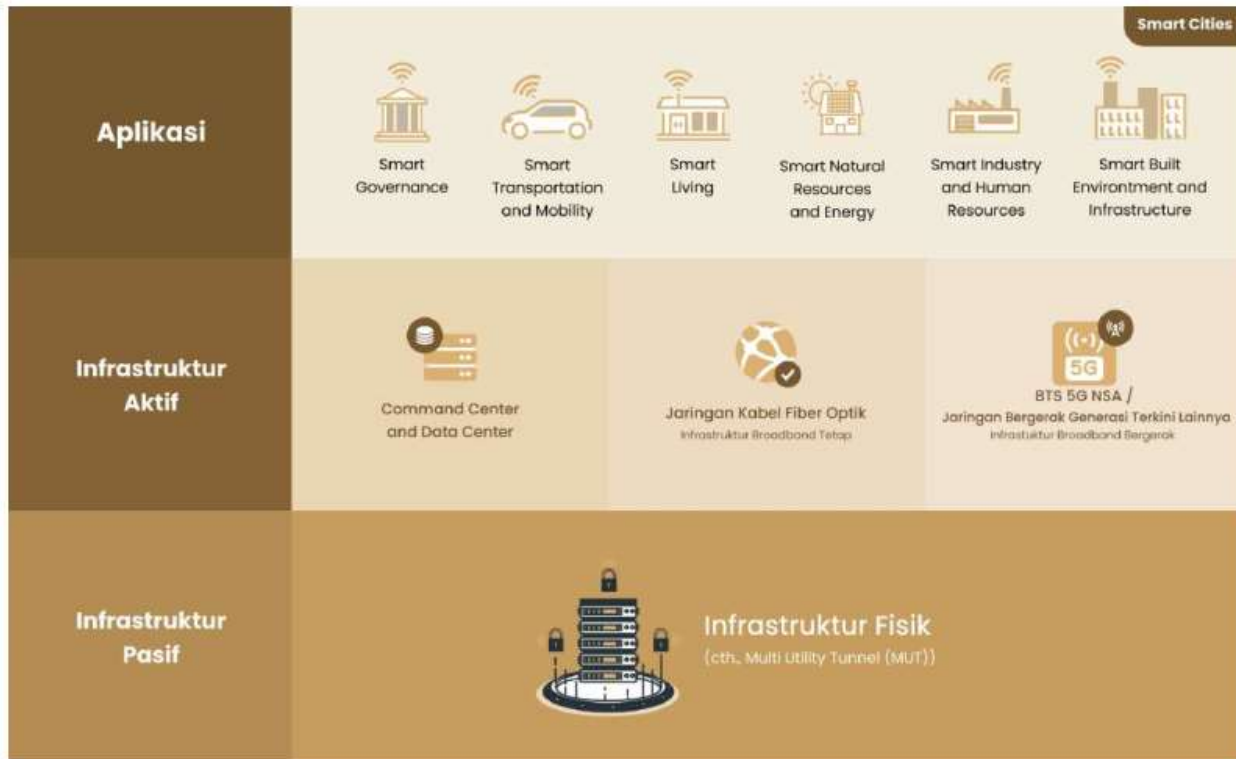 Smart Cities
Aplikasi
Smart
Governance
Smart
Transportation
and Mobility
Smart
Living
Smart Natural
Resources
and Energy
Smart Industry
and Human
Resources
Smart Built
Environtment and
Infrastructure
Infrastruktur
Aktif
Command Center
and Data Center
Jaringan Kabel Fiber Optik
Infrastruktur Broadband Tetap
5G
BTS 5G NSA /
Jaringan Bergerak Generasi Terkini Lainnya
Infrastuktur Broadband Bergerak
Infrastruktur
Pasif
Infrastruktur Fisik
(cth., Multi Utility Tunnel (MUT))